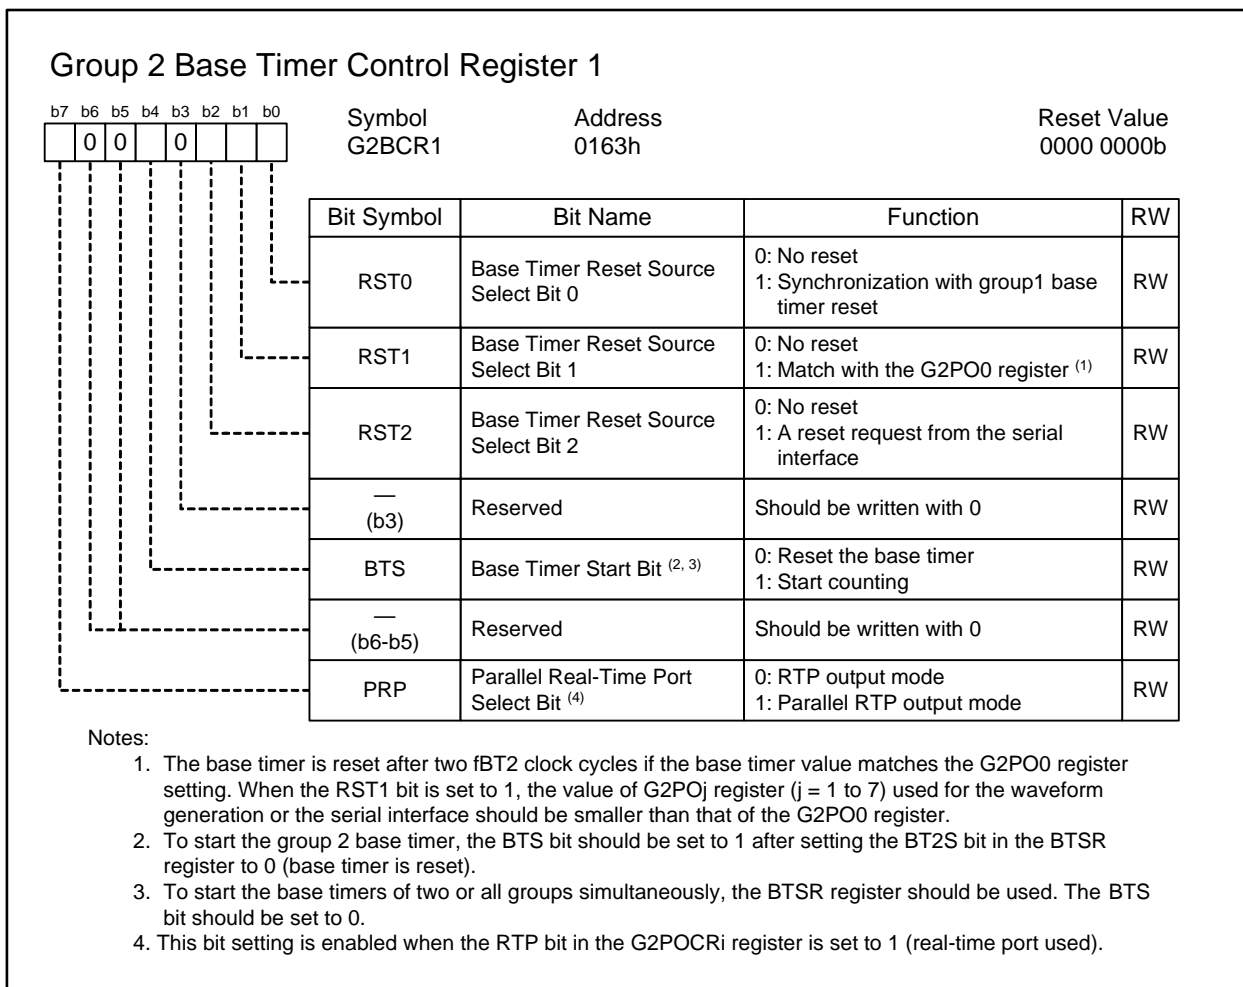 Group 2 Base Timer Control Register 1
b7 b6 b5 b4 b3 b2 b1 b0
0 0 0
Symbol Address Reset Value
G2BCR1 0163h 0000 0000b
Bit Symbol Bit Name Function RW
RST0 Base Timer Reset Source Select Bit 0 0: No reset RW
1: Synchronization with group1 base
timer reset
RST1 Base Timer Reset Source Select Bit 1 0: No reset RW
1: Match with the G2PO0 register (1)
RST2 Base Timer Reset Source Select Bit 2 0: No reset RW
1: A reset request from the serial
interface
— (b3) Reserved Should be written with 0 RW
BTS Base Timer Start Bit (2, 3) 0: Reset the base timer RW
1: Start counting
— (b6-b5) Reserved Should be written with 0 RW
PRP Parallel Real-Time Port Select Bit (4) 0: RTP output mode RW
1: Parallel RTP output mode
Notes:
1. The base timer is reset after two fBT2 clock cycles if the base timer value matches the G2PO0 register
setting. When the RST1 bit is set to 1, the value of G2POj register (j = 1 to 7) used for the waveform
generation or the serial interface should be smaller than that of the G2PO0 register.
2. To start the group 2 base timer, the BTS bit should be set to 1 after setting the BT2S bit in the BTSR
register to 0 (base timer is reset).
3. To start the base timers of two or all groups simultaneously, the BTSR register should be used. The BTS
bit should be set to 0.
4. This bit setting is enabled when the RTP bit in the G2POCRi register is set to 1 (real-time port used).